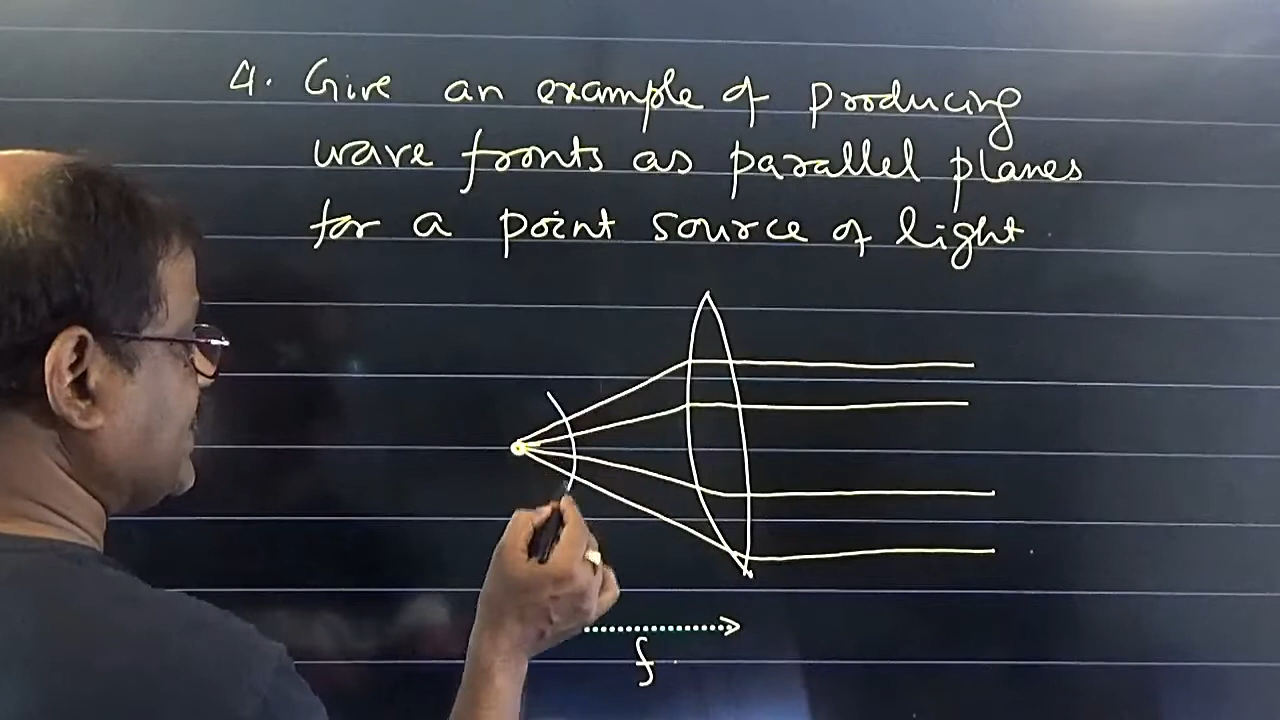 4. Give an example of producing
wave fronts as parallel planes
for a point source of light
f